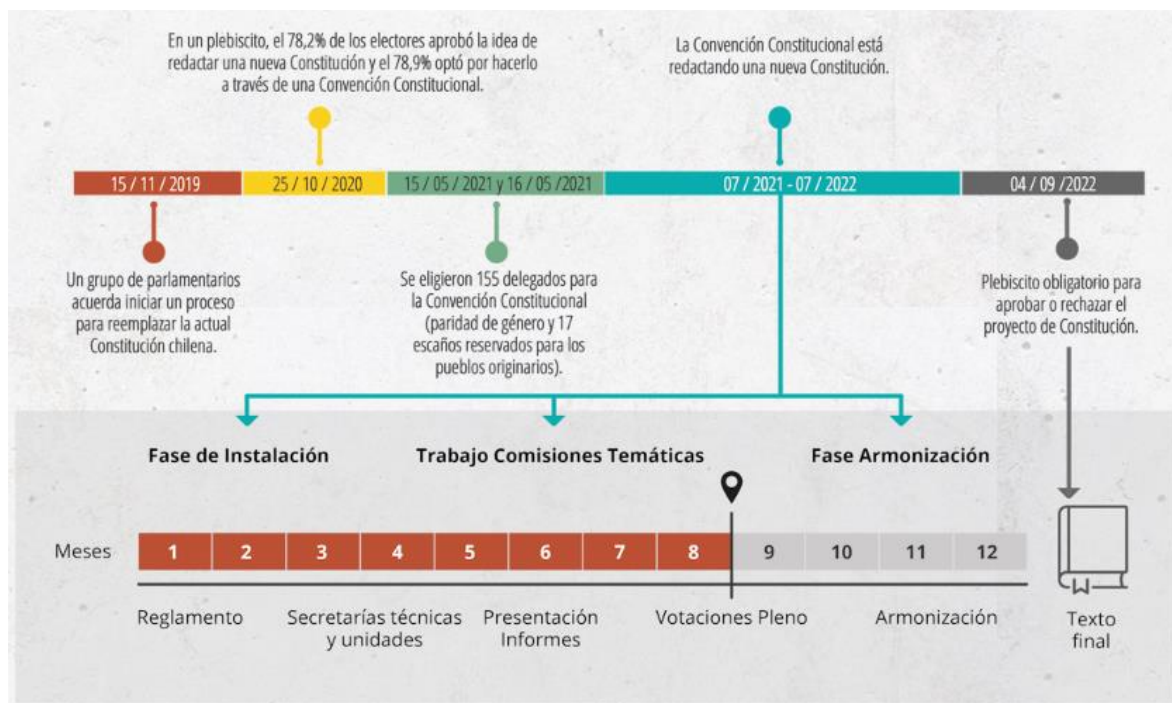 En un plebiscito, el 78,2% de los electores aprobó la idea de
redactar una nueva Constitución y el 78,9% optó por hacerlo
a través de una Convención Constitucional.
La Convención Constitucional está
redactando una nueva Constitución.
15 / 11 / 2019
25 / 10 / 2020
15 / 05 / 2021 y 16 / 05 /2021
07 / 2021 - 07 / 2022
04 / 09 /2022
Un grupo de parlamentarios
acuerda iniciar un proceso
para reemplazar la actual
Constitución chilena.
Se eligieron 155 delegados para
la Convención Constitucional
(paridad de género y 17
escaños reservados para los
pueblos originarios).
Plebiscito obligatorio para
aprobar o rechazar el
proyecto de Constitución.
Fase de Instalación
Trabajo Comisiones Temáticas
Fase Armonización
Meses 1 2 3 4 5 6 7 8 9 10 11 12
Reglamento
Secretarías técnicas
y unidades
Presentación
Informes
Votaciones Pleno
Armonización
Texto
final